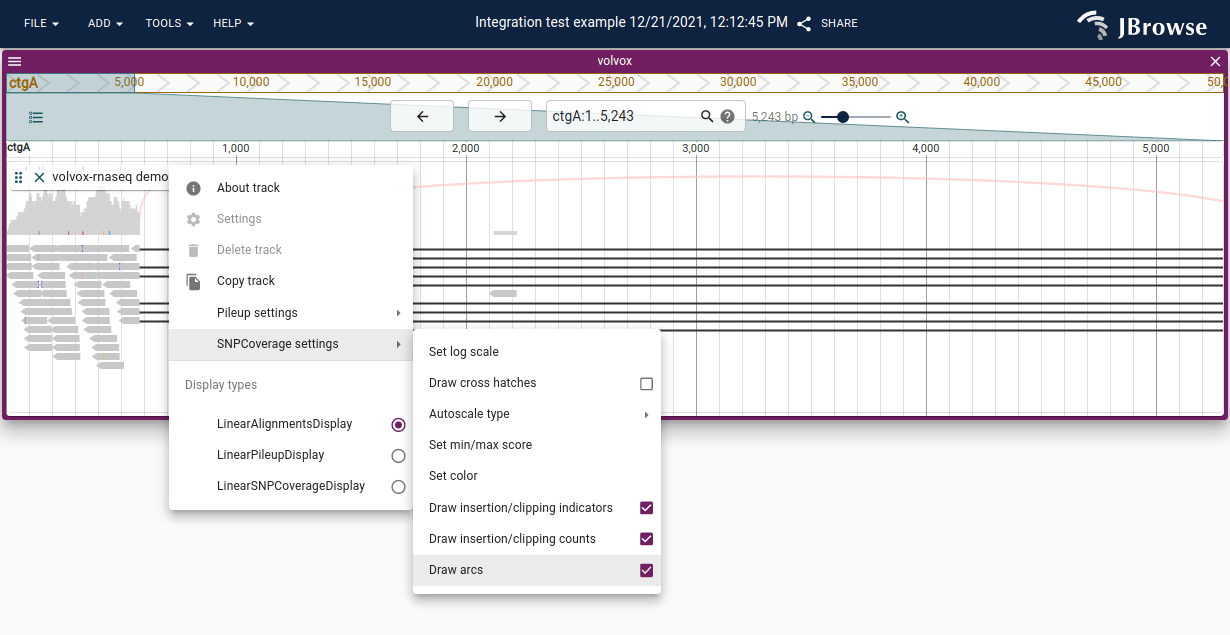 FILE ADD TOOLS HELP Integration test example 12/21/2021, 12:12:45 PM SHARE JBrowse
volvox
ctgA 5,000 10,000 15,000 20,000 25,000 30,000 35,000 40,000 45,000 50,
ctgA:1..5,243 ? 5,243 bp
ctgA 1,000 2,000 3,000 4,000 5,000
volvox-rnaseq demo
About track
Settings
Delete track
Copy track
Pileup settings
SNPCoverage settings
Display types
LinearAlignmentsDisplay
LinearPileupDisplay
LinearSNPCoverageDisplay
Set log scale
Draw cross hatches
Autoscale type
Set min/max score
Set color
Draw insertion/clipping indicators
Draw insertion/clipping counts
Draw arcs